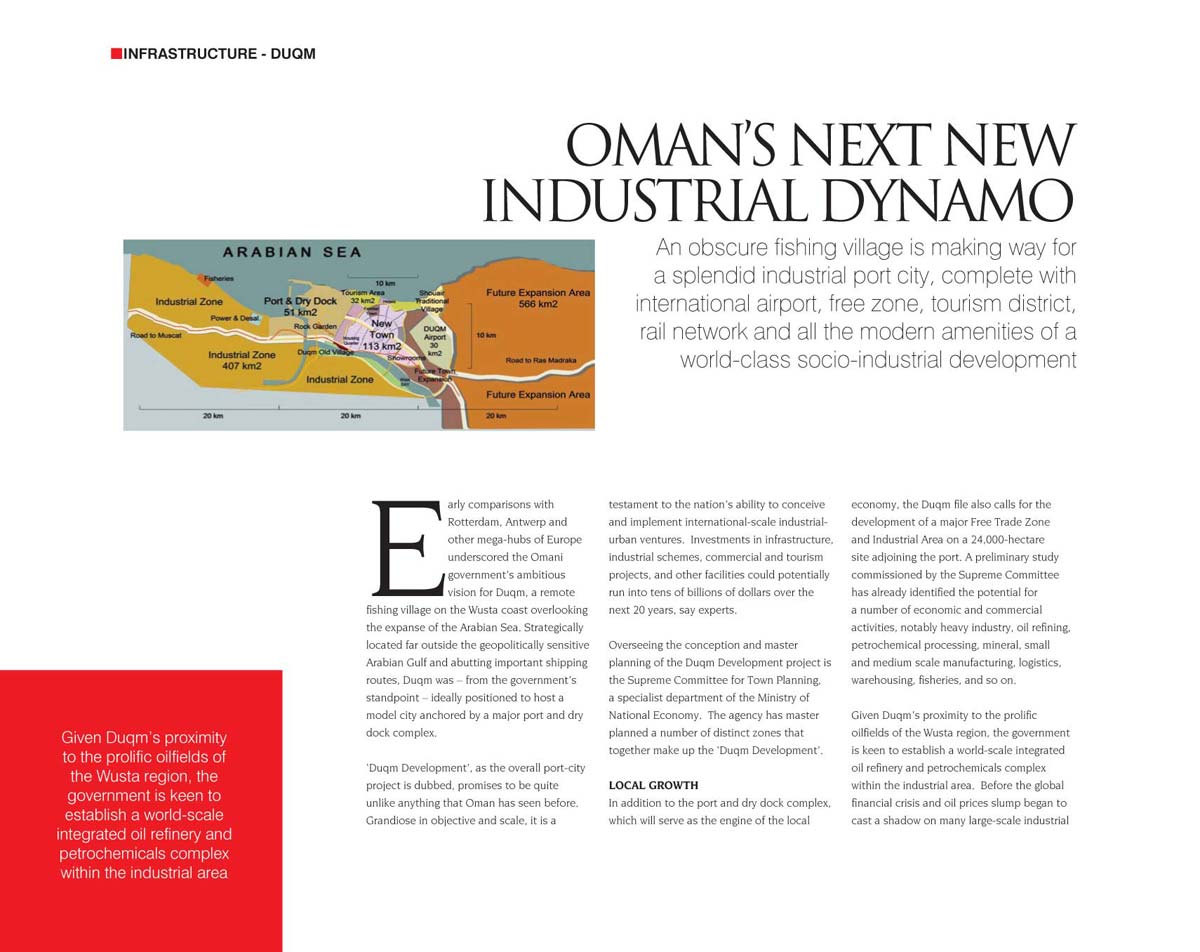 INFRASTRUCTURE - DUQM
OMAN'S NEXT NEW
INDUSTRIAL DYNAMO
An obscure fishing village is making way for
a splendid industrial port city, complete with
international airport, free zone, tourism district,
rail network and all the modern amenities of a
world-class socio-industrial development
ARABIAN SEA
Fisheries
10 km
Industrial Zone
Port & Dry Dock
51 km2
Tourism Area
32 km2
Shouair
Traditional
Village
Future Expansion Area
566 km2
Power & Desal.
Rock Garden
New
Town
113 km2
DUQM
Airport
30
km2
10 km
Road to Muscat
Housing
Quarter
Duqm Old Village
Showrooms
Industrial Zone
407 km2
Road to Ras Madraka
Industrial Zone
Future Town
Expansion
Future Expansion Area
20 km
20 km
20 km
Early comparisons with
Rotterdam, Antwerp and
other mega-hubs of Europe
underscored the Omani
government's ambitious
vision for Duqm, a remote
fishing village on the Wusta coast overlooking
the expanse of the Arabian Sea. Strategically
located far outside the geopolitically sensitive
Arabian Gulf and abutting important shipping
routes, Duqm was – from the government's
standpoint – ideally positioned to host a
model city anchored by a major port and dry
dock complex.
'Duqm Development', as the overall port-city
project is dubbed, promises to be quite
unlike anything that Oman has seen before.
Grandiose in objective and scale, it is a
testament to the nation's ability to conceive
and implement international-scale industrial-
urban ventures. Investments in infrastructure,
industrial schemes, commercial and tourism
projects, and other facilities could potentially
run into tens of billions of dollars over the
next 20 years, say experts.
Overseeing the conception and master
planning of the Duqm Development project is
the Supreme Committee for Town Planning,
a specialist department of the Ministry of
National Economy. The agency has master
planned a number of distinct zones that
together make up the 'Duqm Development'.
LOCAL GROWTH
In addition to the port and dry dock complex,
which will serve as the engine of the local
economy, the Duqm file also calls for the
development of a major Free Trade Zone
and Industrial Area on a 24,000-hectare
site adjoining the port. A preliminary study
commissioned by the Supreme Committee
has already identified the potential for
a number of economic and commercial
activities, notably heavy industry, oil refining,
petrochemical processing, mineral, small
and medium scale manufacturing, logistics,
warehousing, fisheries, and so on.
Given Duqm's proximity to the prolific
oilfields of the Wusta region, the government
is keen to establish a world-scale integrated
oil refinery and petrochemicals complex
within the industrial area. Before the global
financial crisis and oil prices slump began to
cast a shadow on many large-scale industrial
Given Duqm's proximity
to the prolific oilfields of
the Wusta region, the
government is keen to
establish a world-scale
integrated oil refinery and
petrochemicals complex
within the industrial area